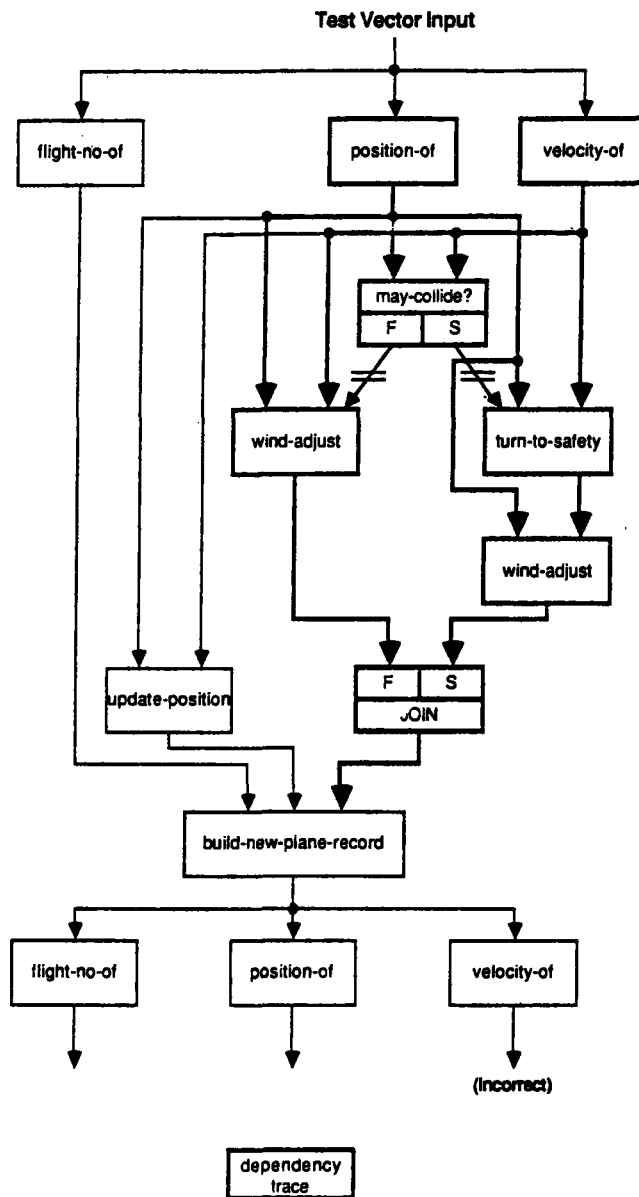 Test Vector Input
flight-no-of
position-of
velocity-of
may-collide?
F S
wind-adjust
turn-to-safety
wind-adjust
F S
JOIN
update-position
build-new-plane-record
flight-no-of
position-of
velocity-of
(Incorrect)
dependency
trace